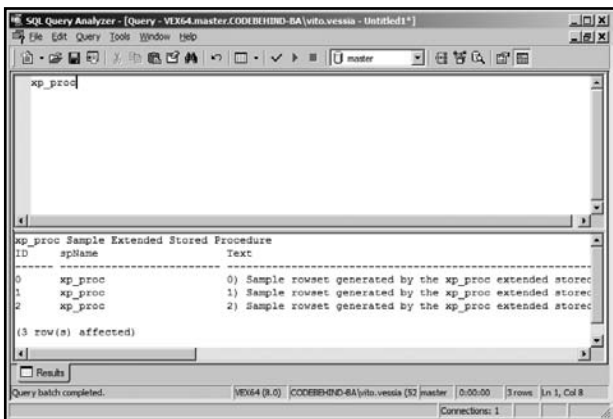 SQL Query Analyzer - [Query - VEX64.master.CODEBEHIND-BA\vito.vessia - Untitled1*]
File Edit Query Tools Window Help
master
xp_proc
xp_proc Sample Extended Stored Procedure
ID spName Text
------ ------------------------ ------------------------------------------------------
0 xp_proc 0) Sample rowset generated by the xp_proc extended stored
1 xp_proc 1) Sample rowset generated by the xp_proc extended stored
2 xp_proc 2) Sample rowset generated by the xp_proc extended stored
(3 row(s) affected)
Results
Query batch completed. VEX64 (8.0) CODEBEHIND-BA\vito.vessia (52 master 0:00:00 3 rows Ln 1, Col 8
Connections: 1